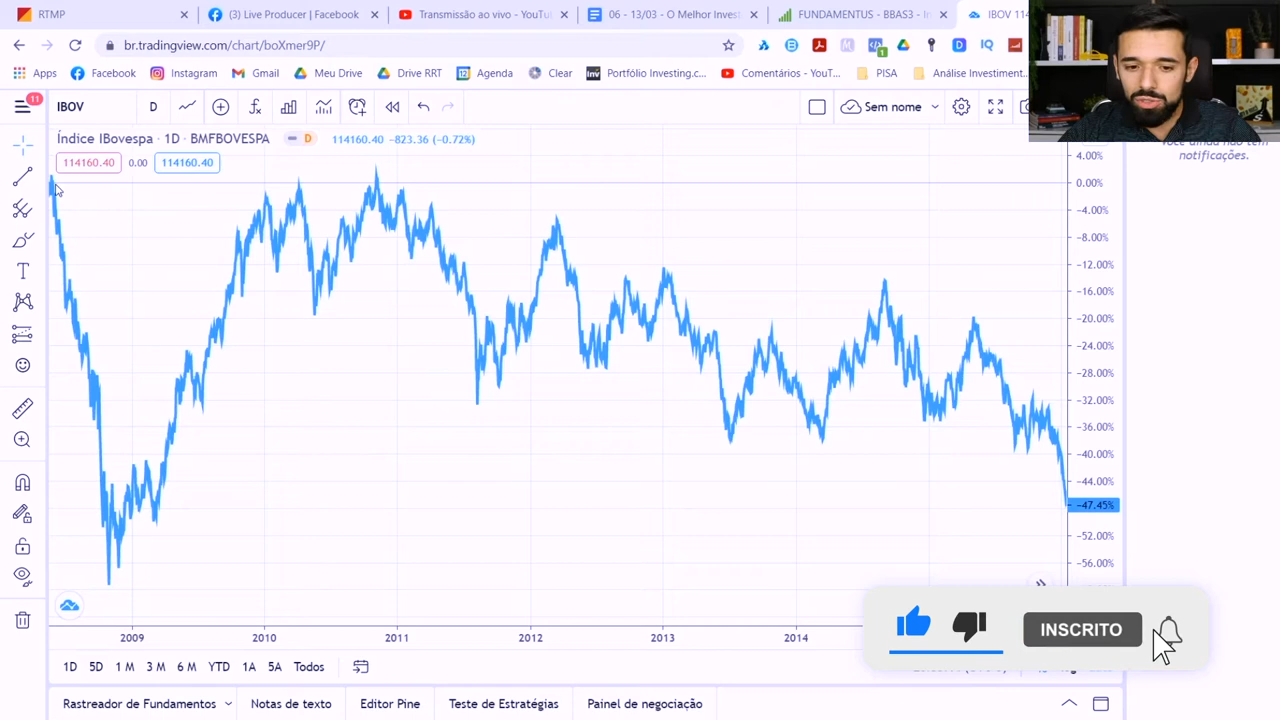 RTMP
(3) Live Producer | Facebook
Transmissão ao vivo - YouTu
06 - 13/03 - O Melhor Invest
FUNDAMENTUS - BBAS3 - I
IBOV 114
br.tradingview.com/chart/boXmer9P/
Apps
Facebook
Instagram
Gmail
Meu Drive
Drive RRT
Agenda
Clear
Portfólio Investing.c...
Comentários - YouT...
PISA
Análise Investiment...
11
IBOV
D
Sem nome
Índice IBovespa · 1D · BMFBOVESPA
D
114160.40 −823.36 (−0.72%)
114160.40
0.00
114160.40
Você ainda não tem
notificações.
4.00%
0.00%
−4.00%
−8.00%
−12.00%
−16.00%
−20.00%
−24.00%
−28.00%
−32.00%
−36.00%
−40.00%
−44.00%
−47.45%
−52.00%
−56.00%
2009
2010
2011
2012
2013
2014
INSCRITO
1D
5D
1 M
3 M
6 M
YTD
1A
5A
Todos
Rastreador de Fundamentos
Notas de texto
Editor Pine
Teste de Estratégias
Painel de negociação